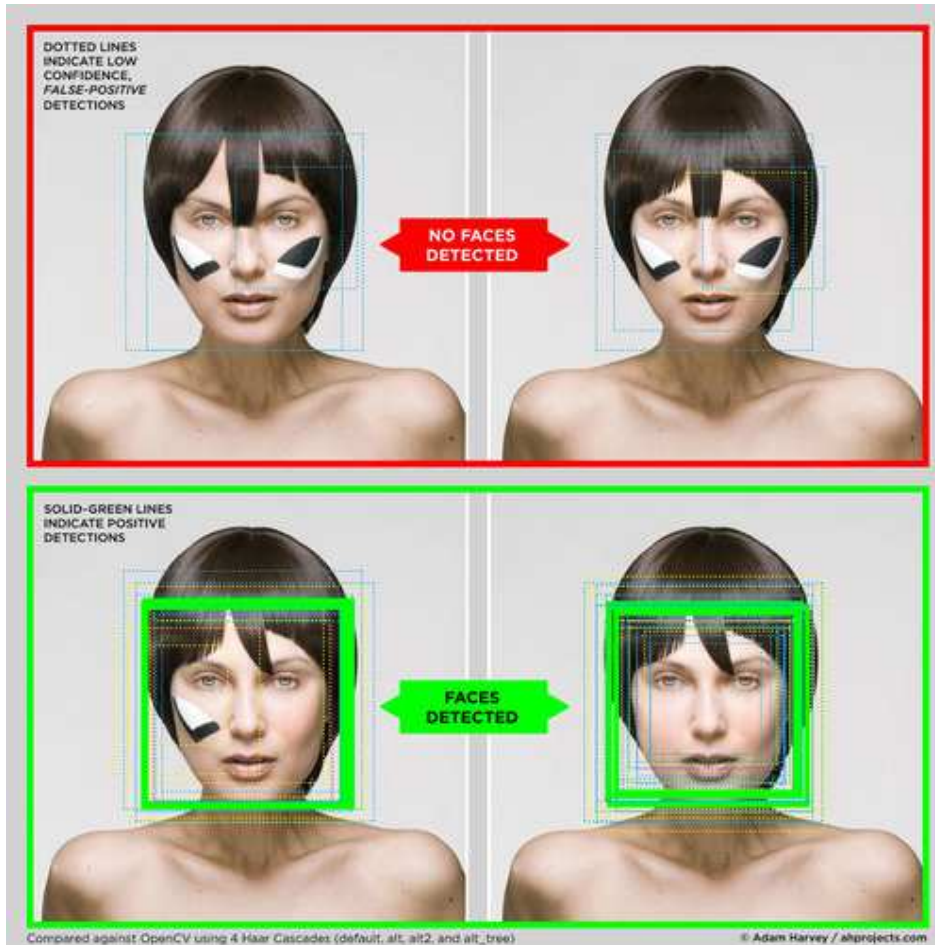 DOTTED LINES
INDICATE LOW
CONFIDENCE,
FALSE-POSITIVE
DETECTIONS
NO FACES
DETECTED
SOLID-GREEN LINES
INDICATE POSITIVE
DETECTIONS
FACES
DETECTED
Compared against OpenCV using 4 Haar Cascades (default, alt, alt2, and alt_tree)
© Adam Harvey / ahprojects.com